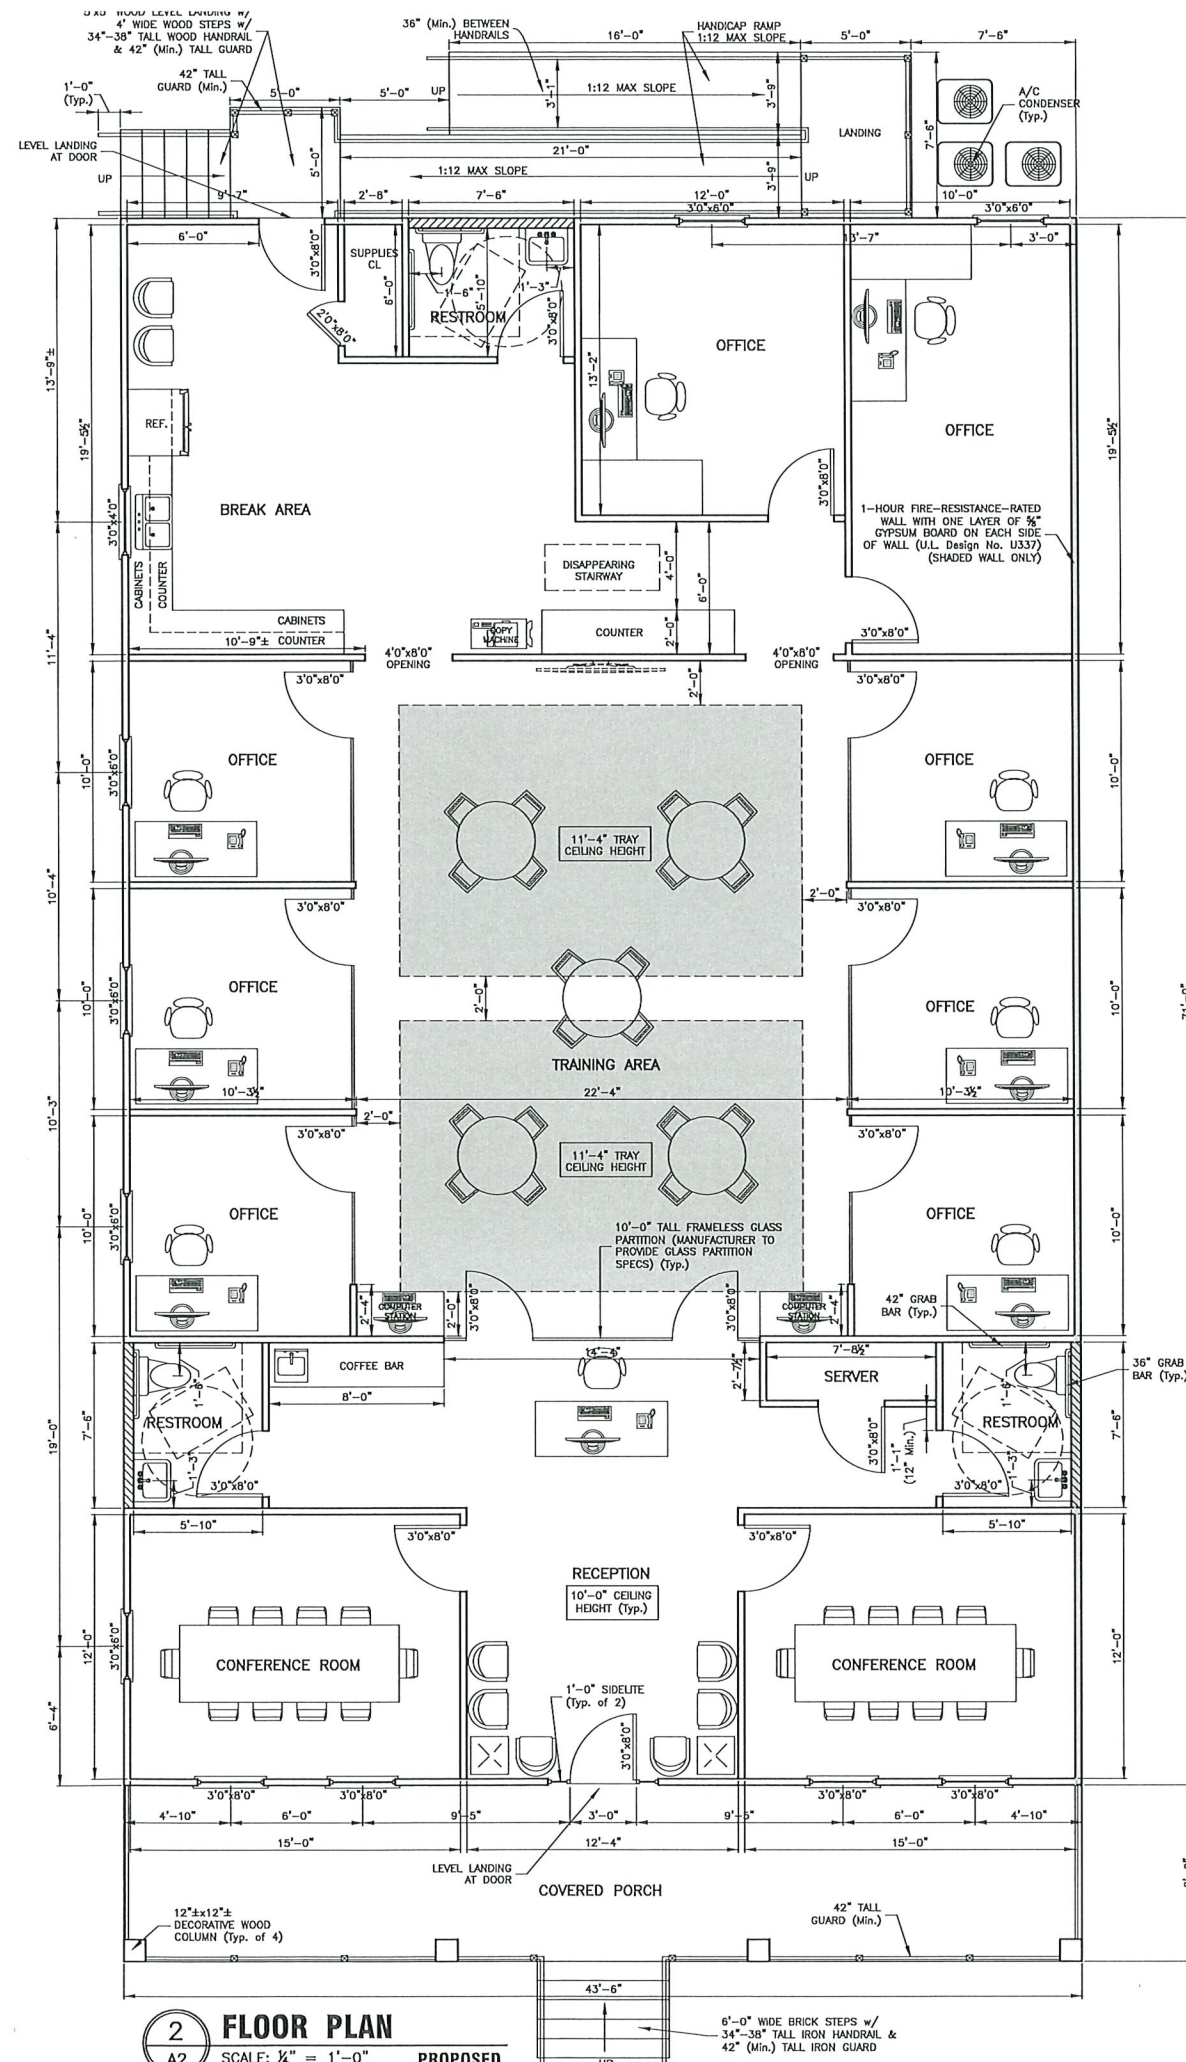 5'x5' WOOD LEVEL LANDING w/
4' WIDE WOOD STEPS w/
34"-38" TALL WOOD HANDRAIL
& 42" (Min.) TALL GUARD
36" (Min.) BETWEEN
HANDRAILS
HANDICAP RAMP
1:12 MAX SLOPE
16'-0"
5'-0"
7'-6"
42" TALL
GUARD (Min.)
1'-0"
(Typ.)
5'-0"
5'-0"
UP
3'-1"
1:12 MAX SLOPE
3'-9"
LANDING
7'-6"
A/C
CONDENSER
(Typ.)
LEVEL LANDING
AT DOOR
5'-0"
21'-0"
1:12 MAX SLOPE
3'-9"
UP
UP
9'-7"
2'-8"
7'-6"
12'-0"
10'-0"
3'0"x6'0"
3'0"x6'0"
6'-0"
3'0"x8'0"
13'-7"
3'-0"
SUPPLIES
CL
6'-0"
2'0"x8'0"
1'-6"
5'-10"
1'-3"
RESTROOM
3'0"x8'0"
13'-9"±
19'-5½"
OFFICE
13'-2"
OFFICE
19'-5½"
REF.
BREAK AREA
3'0"x4'0"
CABINETS
COUNTER
3'0"x8'0"
1-HOUR FIRE-RESISTANCE-RATED
WALL WITH ONE LAYER OF ⅝"
GYPSUM BOARD ON EACH SIDE
OF WALL (U.L. Design No. U337)
(SHADED WALL ONLY)
DISAPPEARING
STAIRWAY
4'-0"
6'-0"
11'-4"
CABINETS
10'-9"± COUNTER
COPY
MACHINE
COUNTER
2'-0"
3'0"x8'0"
4'0"x8'0"
OPENING
4'0"x8'0"
OPENING
3'0"x8'0"
2'-0"
3'0"x8'0"
OFFICE
OFFICE
10'-0"
3'0"x6'0"
10'-0"
11'-4" TRAY
CEILING HEIGHT
10'-4"
3'0"x8'0"
2'-0"
3'0"x8'0"
OFFICE
OFFICE
10'-0"
3'0"x6'0"
2'-0"
10'-0"
71'-0"
TRAINING AREA
10'-3½"
22'-4"
10'-3½"
10'-3"
2'-0"
3'0"x8'0"
3'0"x8'0"
11'-4" TRAY
CEILING HEIGHT
OFFICE
OFFICE
10'-0"
3'0"x6'0"
10'-0"
10'-0" TALL FRAMELESS GLASS
PARTITION (MANUFACTURER TO
PROVIDE GLASS PARTITION
SPECS) (Typ.)
2'-4"
COMPUTER
STATION
2'-0"
3'0"x8'0"
3'0"x8'0"
COMPUTER
STATION
2'-4"
42" GRAB
BAR (Typ.)
14'-4"
7'-8½"
COFFEE BAR
2'-7½"
SERVER
36" GRAB
BAR (Typ.)
1'-6"
8'-0"
19'-0"
7'-6"
RESTROOM
1'-3"
3'0"x8'0"
3'0"x8'0"
1'-1"
(12" Min.)
RESTROOM
1'-3"
3'0"x8'0"
7'-6"
5'-10"
5'-10"
3'0"x8'0"
3'0"x8'0"
RECEPTION
10'-0" CEILING
HEIGHT (Typ.)
12'-0"
3'0"x6'0"
CONFERENCE ROOM
CONFERENCE ROOM
12'-0"
6'-4"
1'-0" SIDELITE
(Typ. of 2)
3'0"x8'0"
3'0"x8'0"
3'0"x8'0"
3'0"x8'0"
3'0"x8'0"
4'-10"
6'-0"
9'-5"
3'-0"
9'-5"
6'-0"
4'-10"
15'-0"
12'-4"
15'-0"
LEVEL LANDING
AT DOOR
COVERED PORCH
12"±x12"±
DECORATIVE WOOD
COLUMN (Typ. of 4)
42" TALL
GUARD (Min.)
43'-6"
6'-0" WIDE BRICK STEPS w/
34"-38" TALL IRON HANDRAIL &
42" (Min.) TALL IRON GUARD
UP
2
A2
FLOOR PLAN
SCALE: ¼" = 1'-0"
PROPOSED